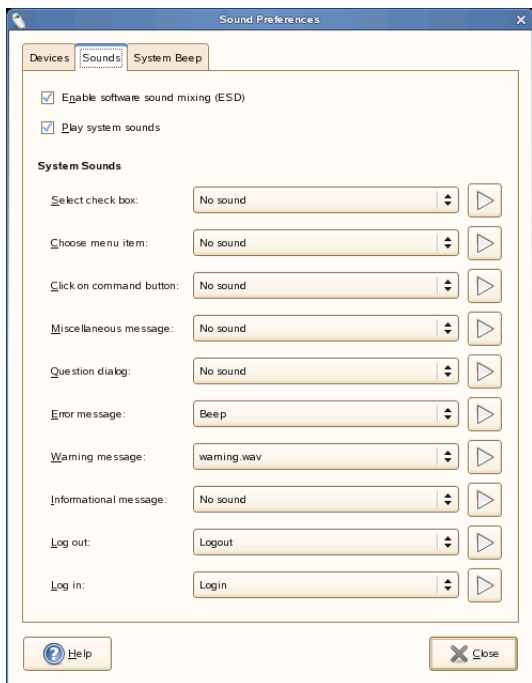 Sound Preferences
Devices
Sounds
System Beep
Enable software sound mixing (ESD)
Play system sounds
System Sounds
Select check box: No sound
Choose menu item: No sound
Click on command button: No sound
Miscellaneous message: No sound
Question dialog: No sound
Error message: Beep
Warning message: warning.wav
Informational message: No sound
Log out: Logout
Log in: Login
Help
Close